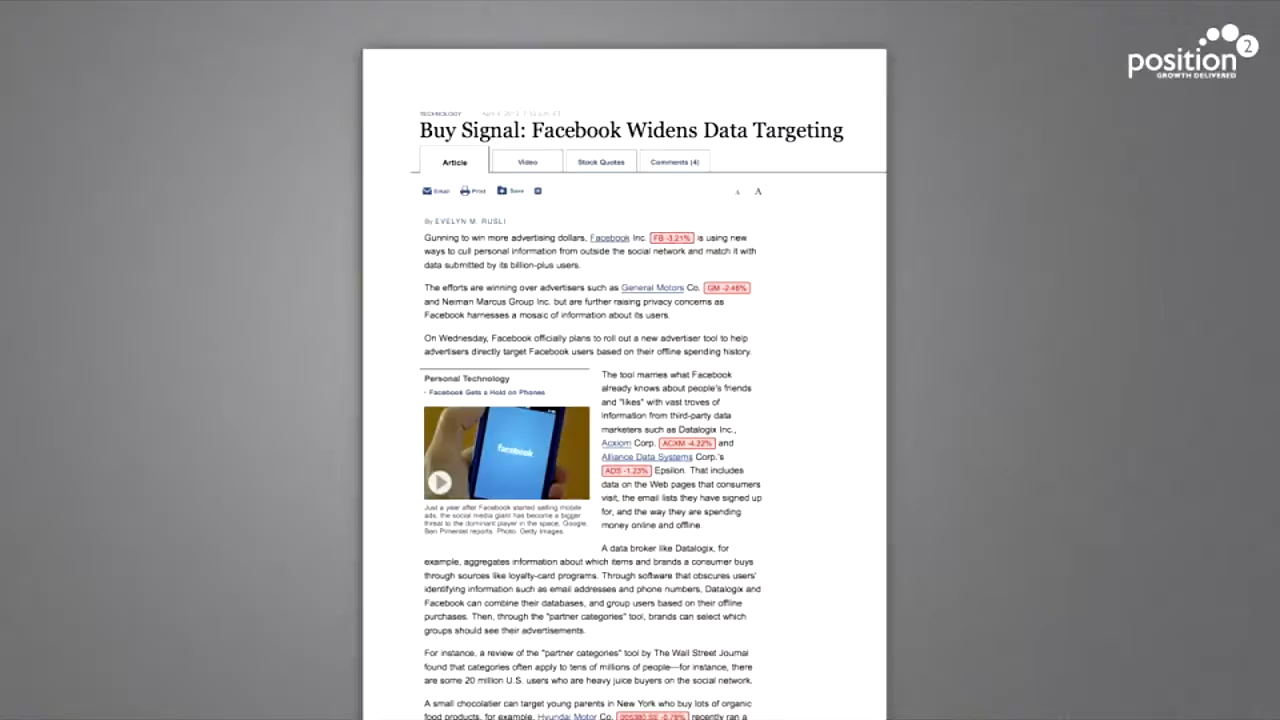 position2
GROWTH DELIVERED
TECHNOLOGY
Buy Signal: Facebook Widens Data Targeting
Article
Video
Stock Quotes
Comments (4)
Email
Print
Save
A
A
By EVELYN M. RUSLI
Gunning to win more advertising dollars, Facebook Inc. FB -3.21% is using new
ways to cull personal information from outside the social network and match it with
data submitted by its billion-plus users.
The efforts are winning over advertisers such as General Motors Co. GM -2.48%
and Neiman Marcus Group Inc. but are further raising privacy concerns as
Facebook harnesses a mosaic of information about its users.
On Wednesday, Facebook officially plans to roll out a new advertiser tool to help
advertisers directly target Facebook users based on their offline spending history.
Personal Technology
· Facebook Gets a Hold on Phones
facebook
Just a year after Facebook started selling mobile
ads, the social media giant has become a bigger
threat to the dominant player in the space, Google.
Ben Pimentel reports. Photo: Getty Images.
The tool marries what Facebook
already knows about people's friends
and "likes" with vast troves of
information from third-party data
marketers such as Datalogix Inc.,
Acxiom Corp. ACXM -4.22% and
Alliance Data Systems Corp.'s
ADS -1.23% Epsilon. That includes
data on the Web pages that consumers
visit, the email lists they have signed up
for, and the way they are spending
money online and offline.
A data broker like Datalogix, for
example, aggregates information about which items and brands a consumer buys
through sources like loyalty-card programs. Through software that obscures users'
identifying information such as email addresses and phone numbers, Datalogix and
Facebook can combine their databases, and group users based on their offline
purchases. Then, through the "partner categories" tool, brands can select which
groups should see their advertisements.
For instance, a review of the "partner categories" tool by The Wall Street Journal
found that categories often apply to tens of millions of people—for instance, there
are some 20 million U.S. users who are heavy juice buyers on the social network.
A small chocolatier can target young parents in New York who buy lots of organic
food products, for example. Hyundai Motor Co. recently ran a